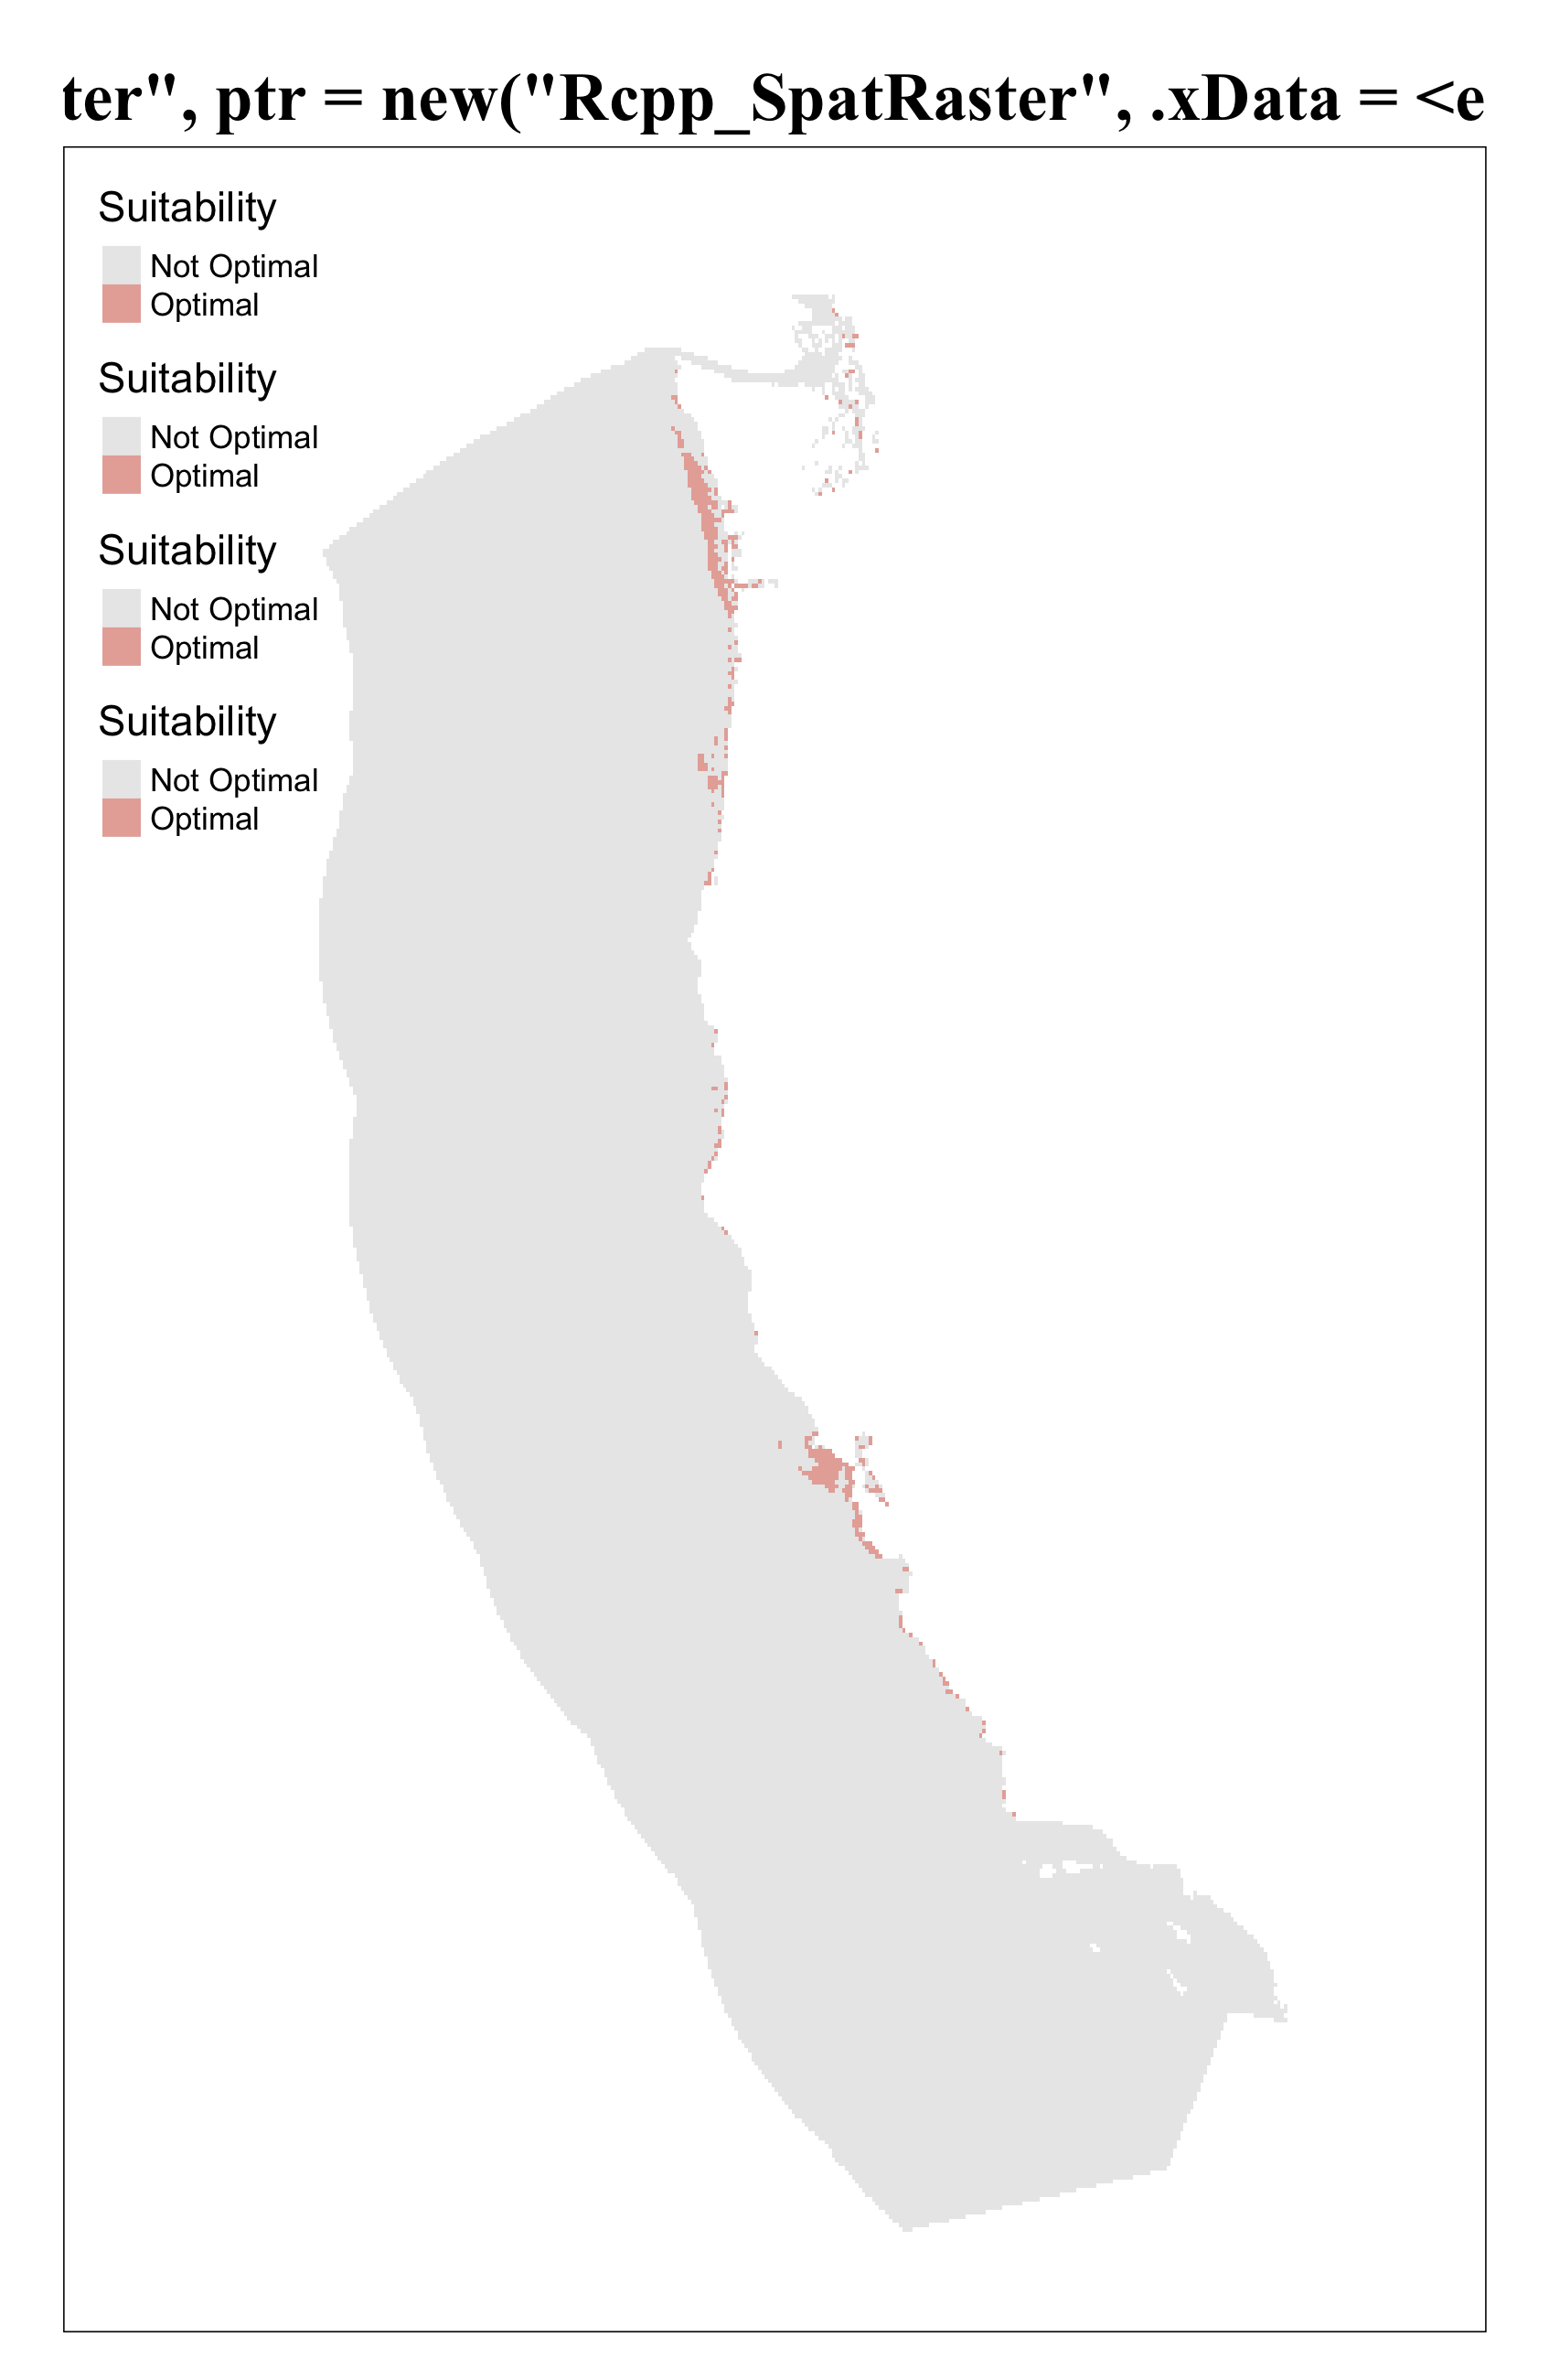 ter", ptr = new("Rcpp_SpatRaster", .xData = <e
Suitability
Not Optimal
Optimal
Suitability
Not Optimal
Optimal
Suitability
Not Optimal
Optimal
Suitability
Not Optimal
Optimal